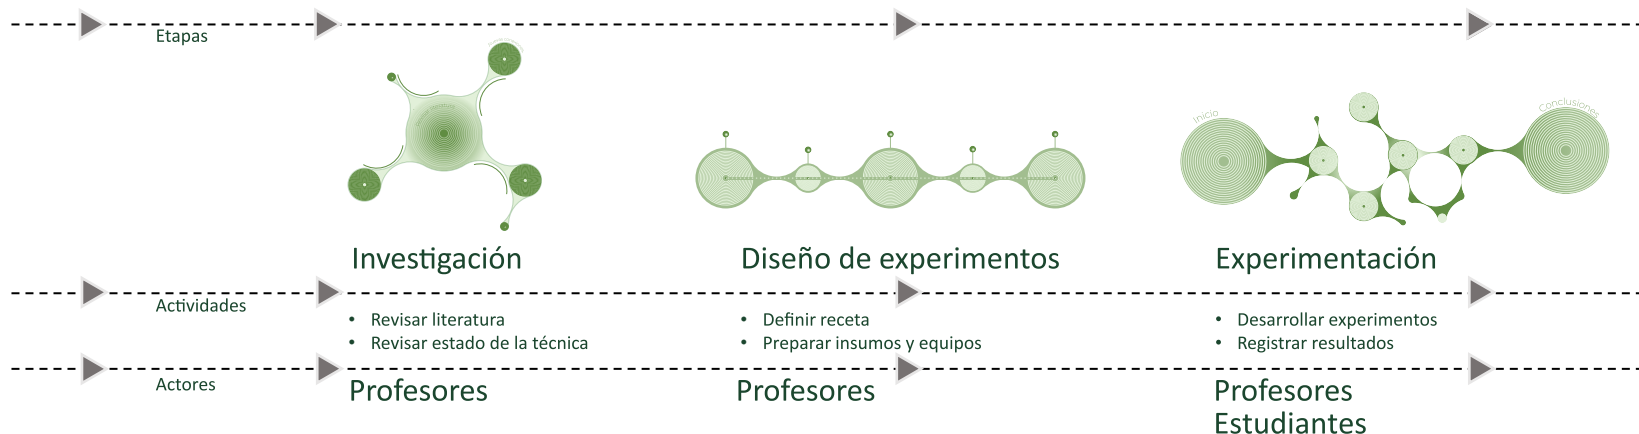 Etapas
Inicio
Conclusiones
Investigación
Diseño de experimentos
Experimentación
Actividades
• Revisar literatura
• Revisar estado de la técnica
• Definir receta
• Preparar insumos y equipos
• Desarrollar experimentos
• Registrar resultados
Actores
Profesores
Profesores
Profesores
Estudiantes